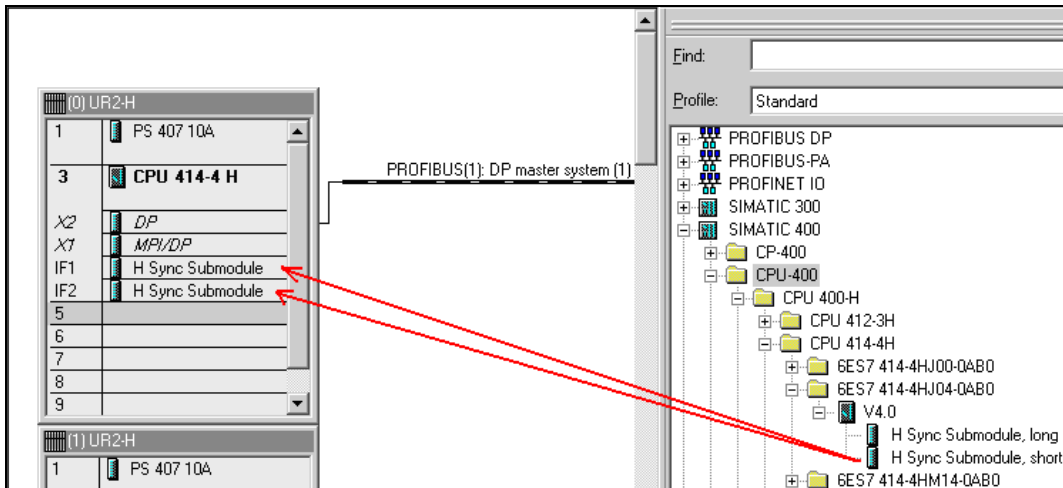 (0) UR2-H
1 PS 407 10A
3 CPU 414-4 H
X2 DP
X1 MPI/DP
IF1 H Sync Submodule
IF2 H Sync Submodule
5
6
7
8
9
(1) UR2-H
1 PS 407 10A
PROFIBUS(1): DP master system (1)
Find:
Profile: Standard
PROFIBUS DP
PROFIBUS-PA
PROFINET IO
SIMATIC 300
SIMATIC 400
CP-400
CPU-400
CPU 400-H
CPU 412-3H
CPU 414-4H
6ES7 414-4HJ00-0AB0
6ES7 414-4HJ04-0AB0
V4.0
H Sync Submodule, long
H Sync Submodule, short
6ES7 414-4HM14-0AB0